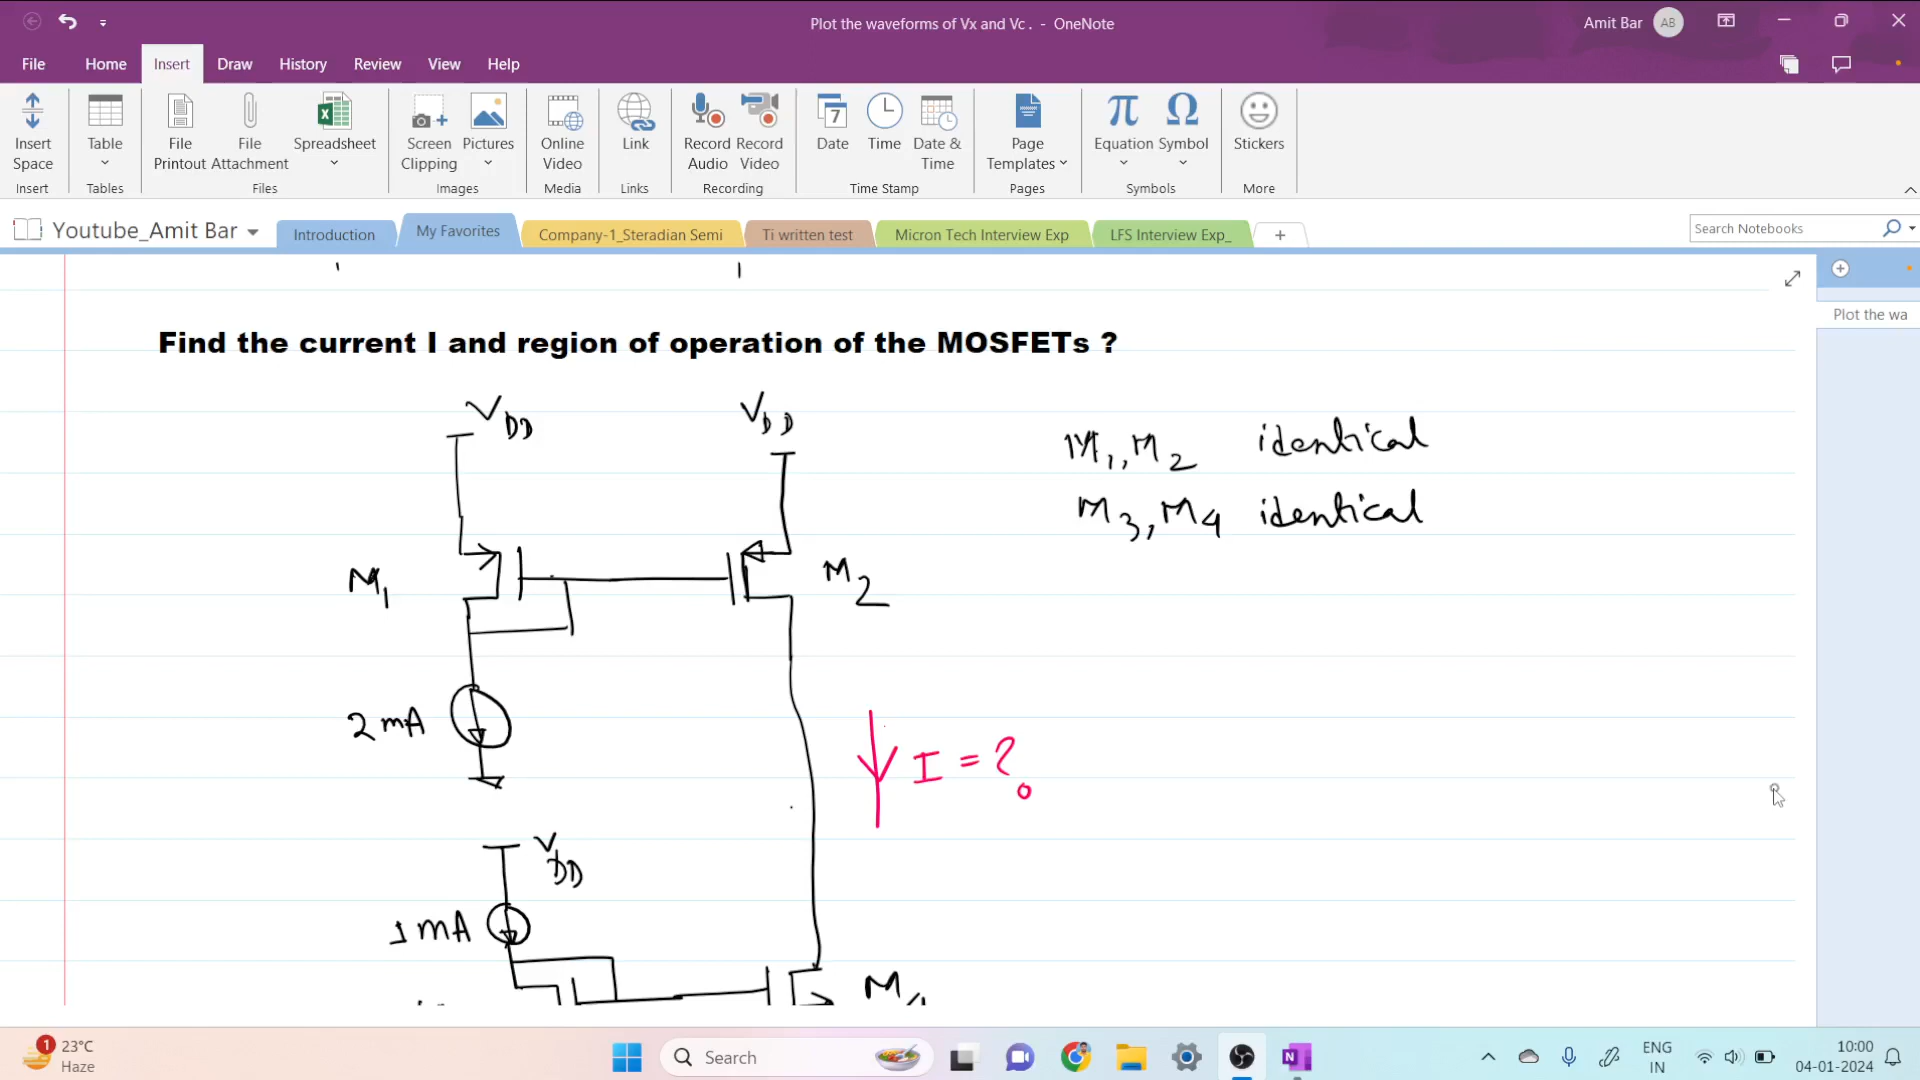 Plot the waveforms of Vx and Vc . - OneNote
Amit Bar AB
File Home Insert Draw History Review View Help
Insert Space
Table
File Printout
File Attachment
Spreadsheet
Screen Clipping
Pictures
Online Video
Link
Record Audio
Record Video
7
Date
Time
Date & Time
Page Templates
π
Equation
Ω
Symbol
Stickers
Insert Tables Files Images Media Links Recording Time Stamp Pages Symbols More
Youtube_Amit Bar
Introduction My Favorites Company-1_Steradian Semi Ti written test Micron Tech Interview Exp LFS Interview Exp_ +
Search Notebooks
Plot the wa
Find the current I and region of operation of the MOSFETs ?
VDD VDD
M1, M2 identical
M3, M4 identical
M1 M2
2 mA
I = ?
VDD
1 mA
1
23°C
Haze
Search
N
ENG
IN
10:00
04-01-2024